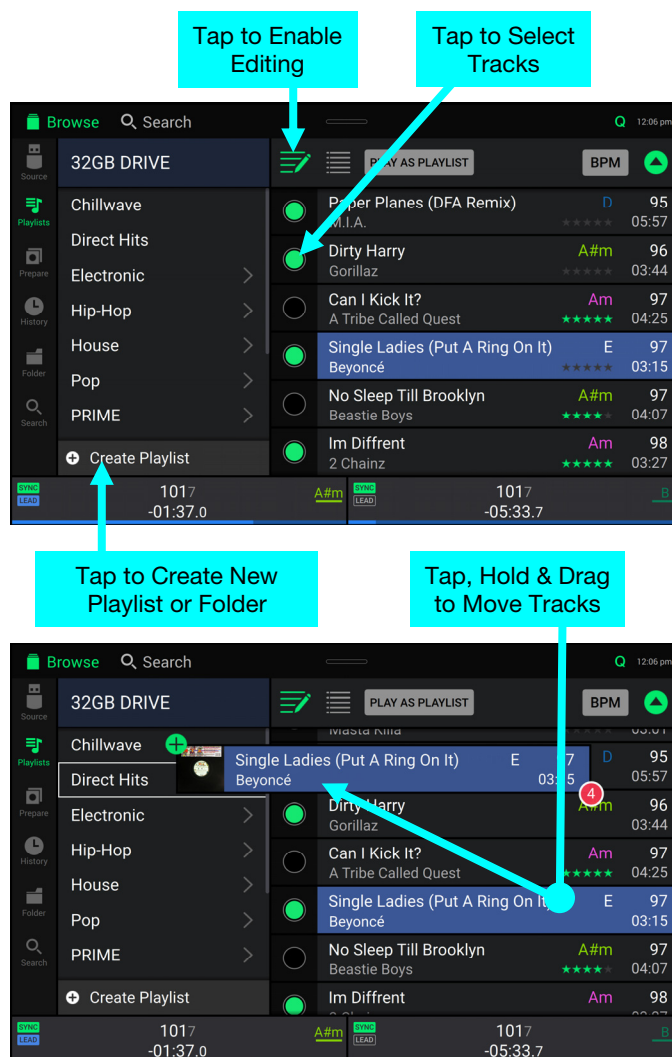 Tap to Enable
Editing
Tap to Select
Tracks
Browse
Search
Q
12:06 pm
Source
32GB DRIVE
PLAY AS PLAYLIST
BPM
Playlists
Prepare
History
Folder
Search
Chillwave
Direct Hits
Electronic
Hip-Hop
House
Pop
PRIME
Create Playlist
Paper Planes (DFA Remix) D 95
M.I.A. 05:57
Dirty Harry A#m 96
Gorillaz 03:44
Can I Kick It? Am 97
A Tribe Called Quest 04:25
Single Ladies (Put A Ring On It) E 97
Beyoncé 03:15
No Sleep Till Brooklyn A#m 97
Beastie Boys 04:07
Im Diffrent Am 98
2 Chainz 03:27
SYNC
LEAD
1017
-01:37.0
A#m
SYNC
LEAD
1017
-05:33.7
B
Tap to Create New
Playlist or Folder
Tap, Hold & Drag
to Move Tracks
Browse
Search
Q
12:06 pm
Source
32GB DRIVE
PLAY AS PLAYLIST
BPM
Playlists
Prepare
History
Folder
Search
Chillwave
Direct Hits
Electronic
Hip-Hop
House
Pop
PRIME
Create Playlist
Masta Killa
Single Ladies (Put A Ring On It) E 97
Beyoncé 03:15
4
D 95
05:57
Dirty Harry A#m 96
Gorillaz 03:44
Can I Kick It? Am 97
A Tribe Called Quest 04:25
Single Ladies (Put A Ring On It) E 97
Beyoncé 03:15
No Sleep Till Brooklyn A#m 97
Beastie Boys 04:07
Im Diffrent Am 98
SYNC
LEAD
1017
-01:37.0
A#m
SYNC
LEAD
1017
-05:33.7
B